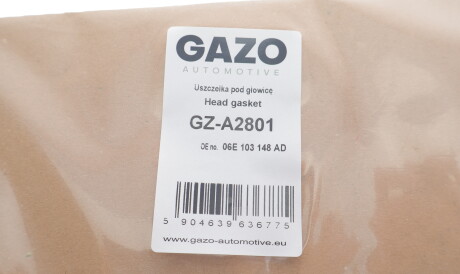 GAZO
AUTOMOTIVE
Uszczelka pod głowicę
Head gasket
GZ-A2801
OE no. 06E 103 148 AD
5 904639 636775
www.gazo-automotive.eu